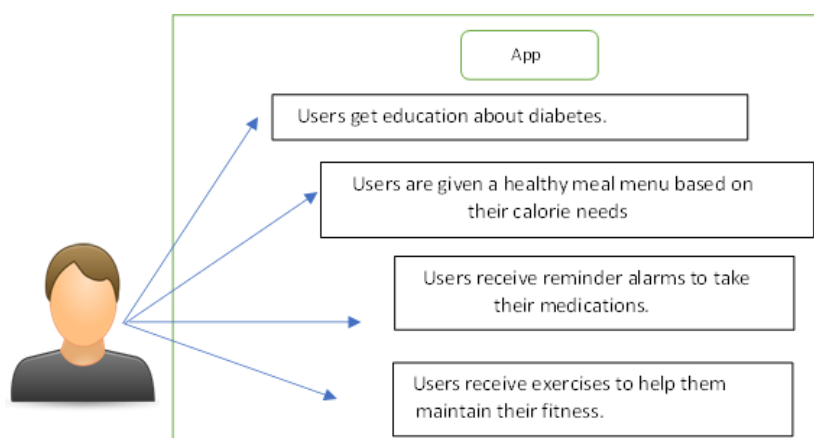 App
Users get education about diabetes.
Users are given a healthy meal menu based on
their calorie needs
Users receive reminder alarms to take
their medications.
Users receive exercises to help them
maintain their fitness.